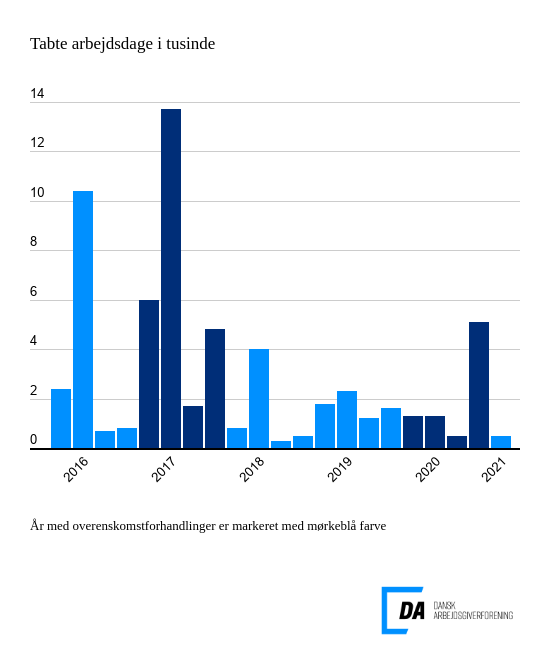 Tabte arbejdsdage i tusinde
14
12
10
8
6
4
2
0
2016
2017
2018
2019
2020
2021
År med overenskomstforhandlinger er markeret med mørkeblå farve
DA
DANSK
ARBEJDSGIVERFORENING